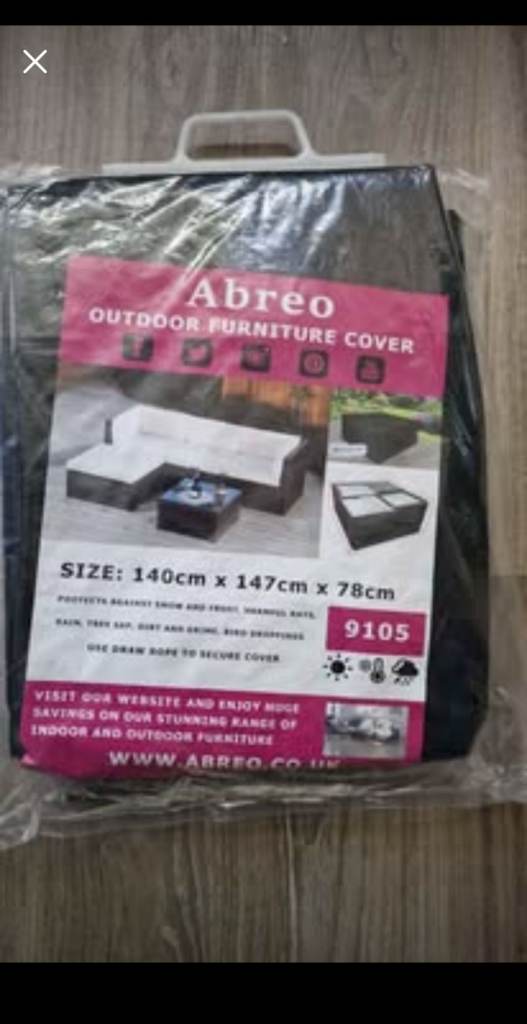 Abreo
OUTDOOR FURNITURE COVER
SIZE: 140cm x 147cm x 78cm
PROTECTS AGAINST SNOW AND FROST, HARMFUL RAYS,
RAIN, TREE SAP, DIRT AND GRIME, BIRD DROPPINGS
USE DRAW ROPE TO SECURE COVER
9105
VISIT OUR WEBSITE AND ENJOY HUGE
SAVINGS ON OUR STUNNING RANGE OF
INDOOR AND OUTDOOR FURNITURE
WWW.ABREO.CO.UK